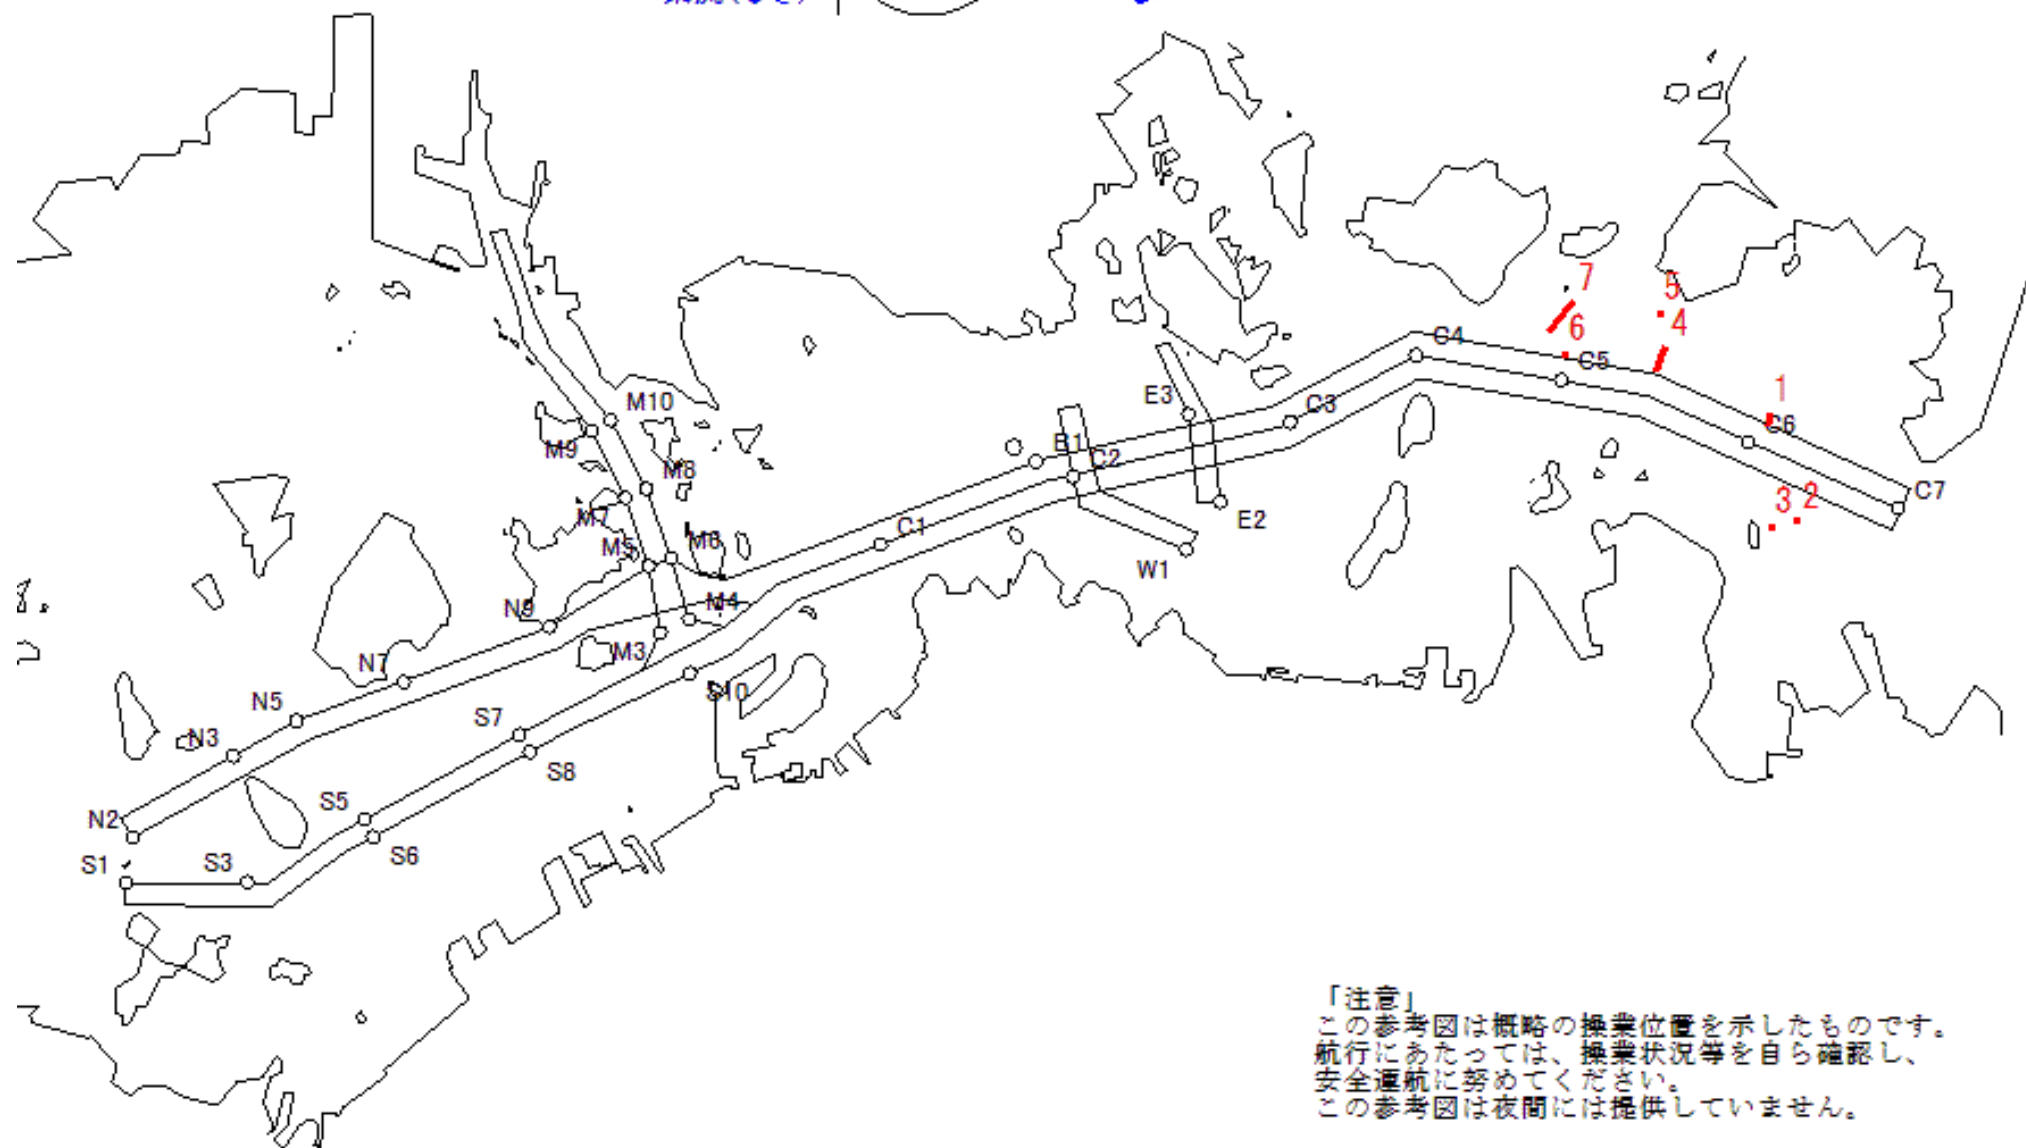 7
5
6
4
C4
C5
1
E3
M10
C3
C6
M9
B1
M8
C2
C7
3
2
M7
E2
C1
M5
M6
W1
N9
M4
M3
N7
S10
N5
S7
N3
S8
S5
N2
S6
S1
S3
「注意」
この参考図は概略の操業位置を示したものです。
航行にあたっては、操業状況等を自ら確認し、
安全運航に努めてください。
この参考図は夜間には提供していません。